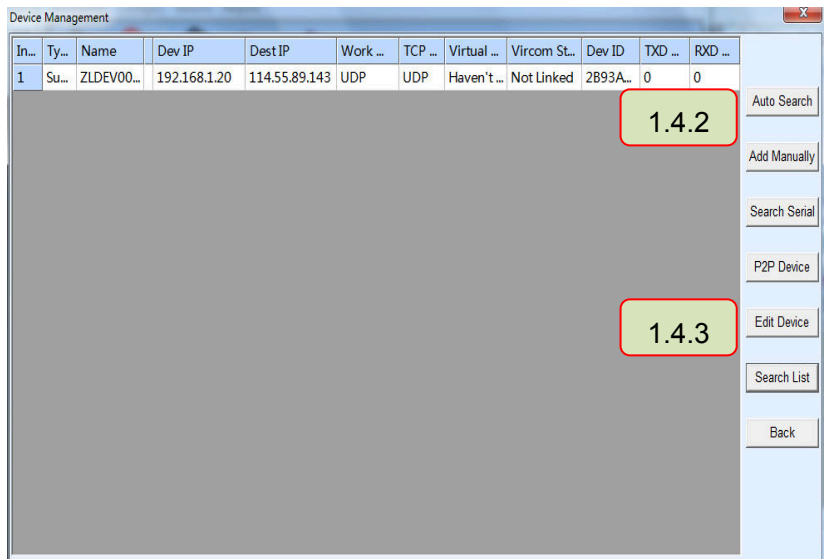 Device Management
In... Ty... Name Dev IP Dest IP Work ... TCP ... Virtual ... Vircom St... Dev ID TXD ... RXD ...
1 Su... ZLDEV00... 192.168.1.20 114.55.89.143 UDP UDP Haven't ... Not Linked 2B93A... 0 0
Auto Search
1.4.2
Add Manually
Search Serial
P2P Device
Edit Device
1.4.3
Search List
Back